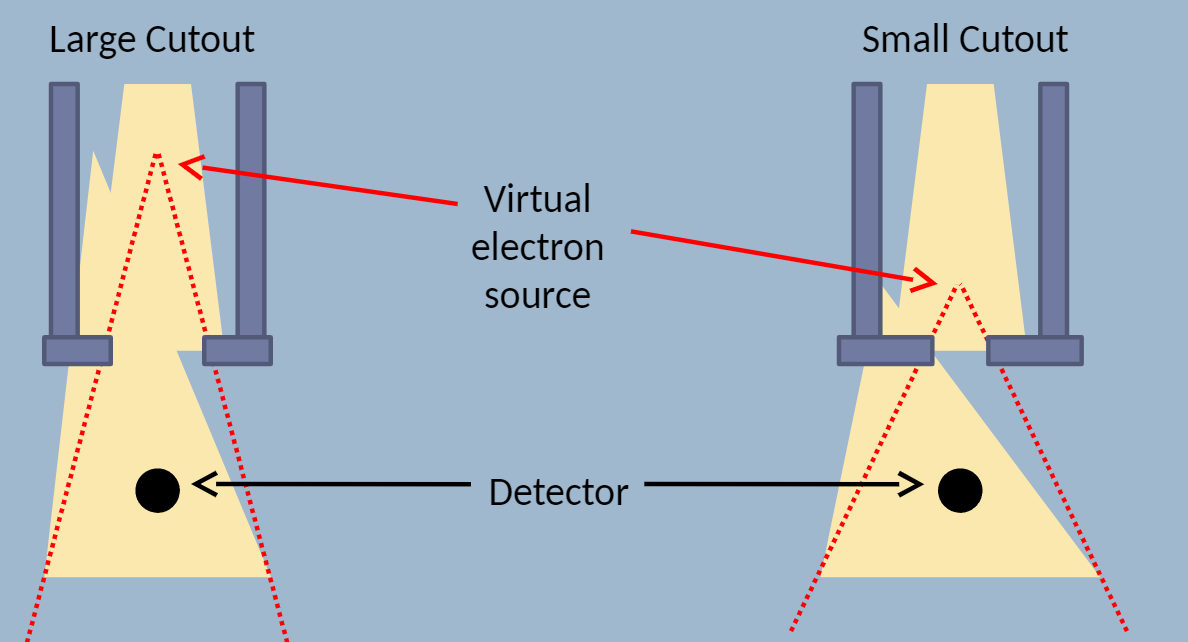 Large Cutout
Small Cutout
Virtual
electron
source
Detector